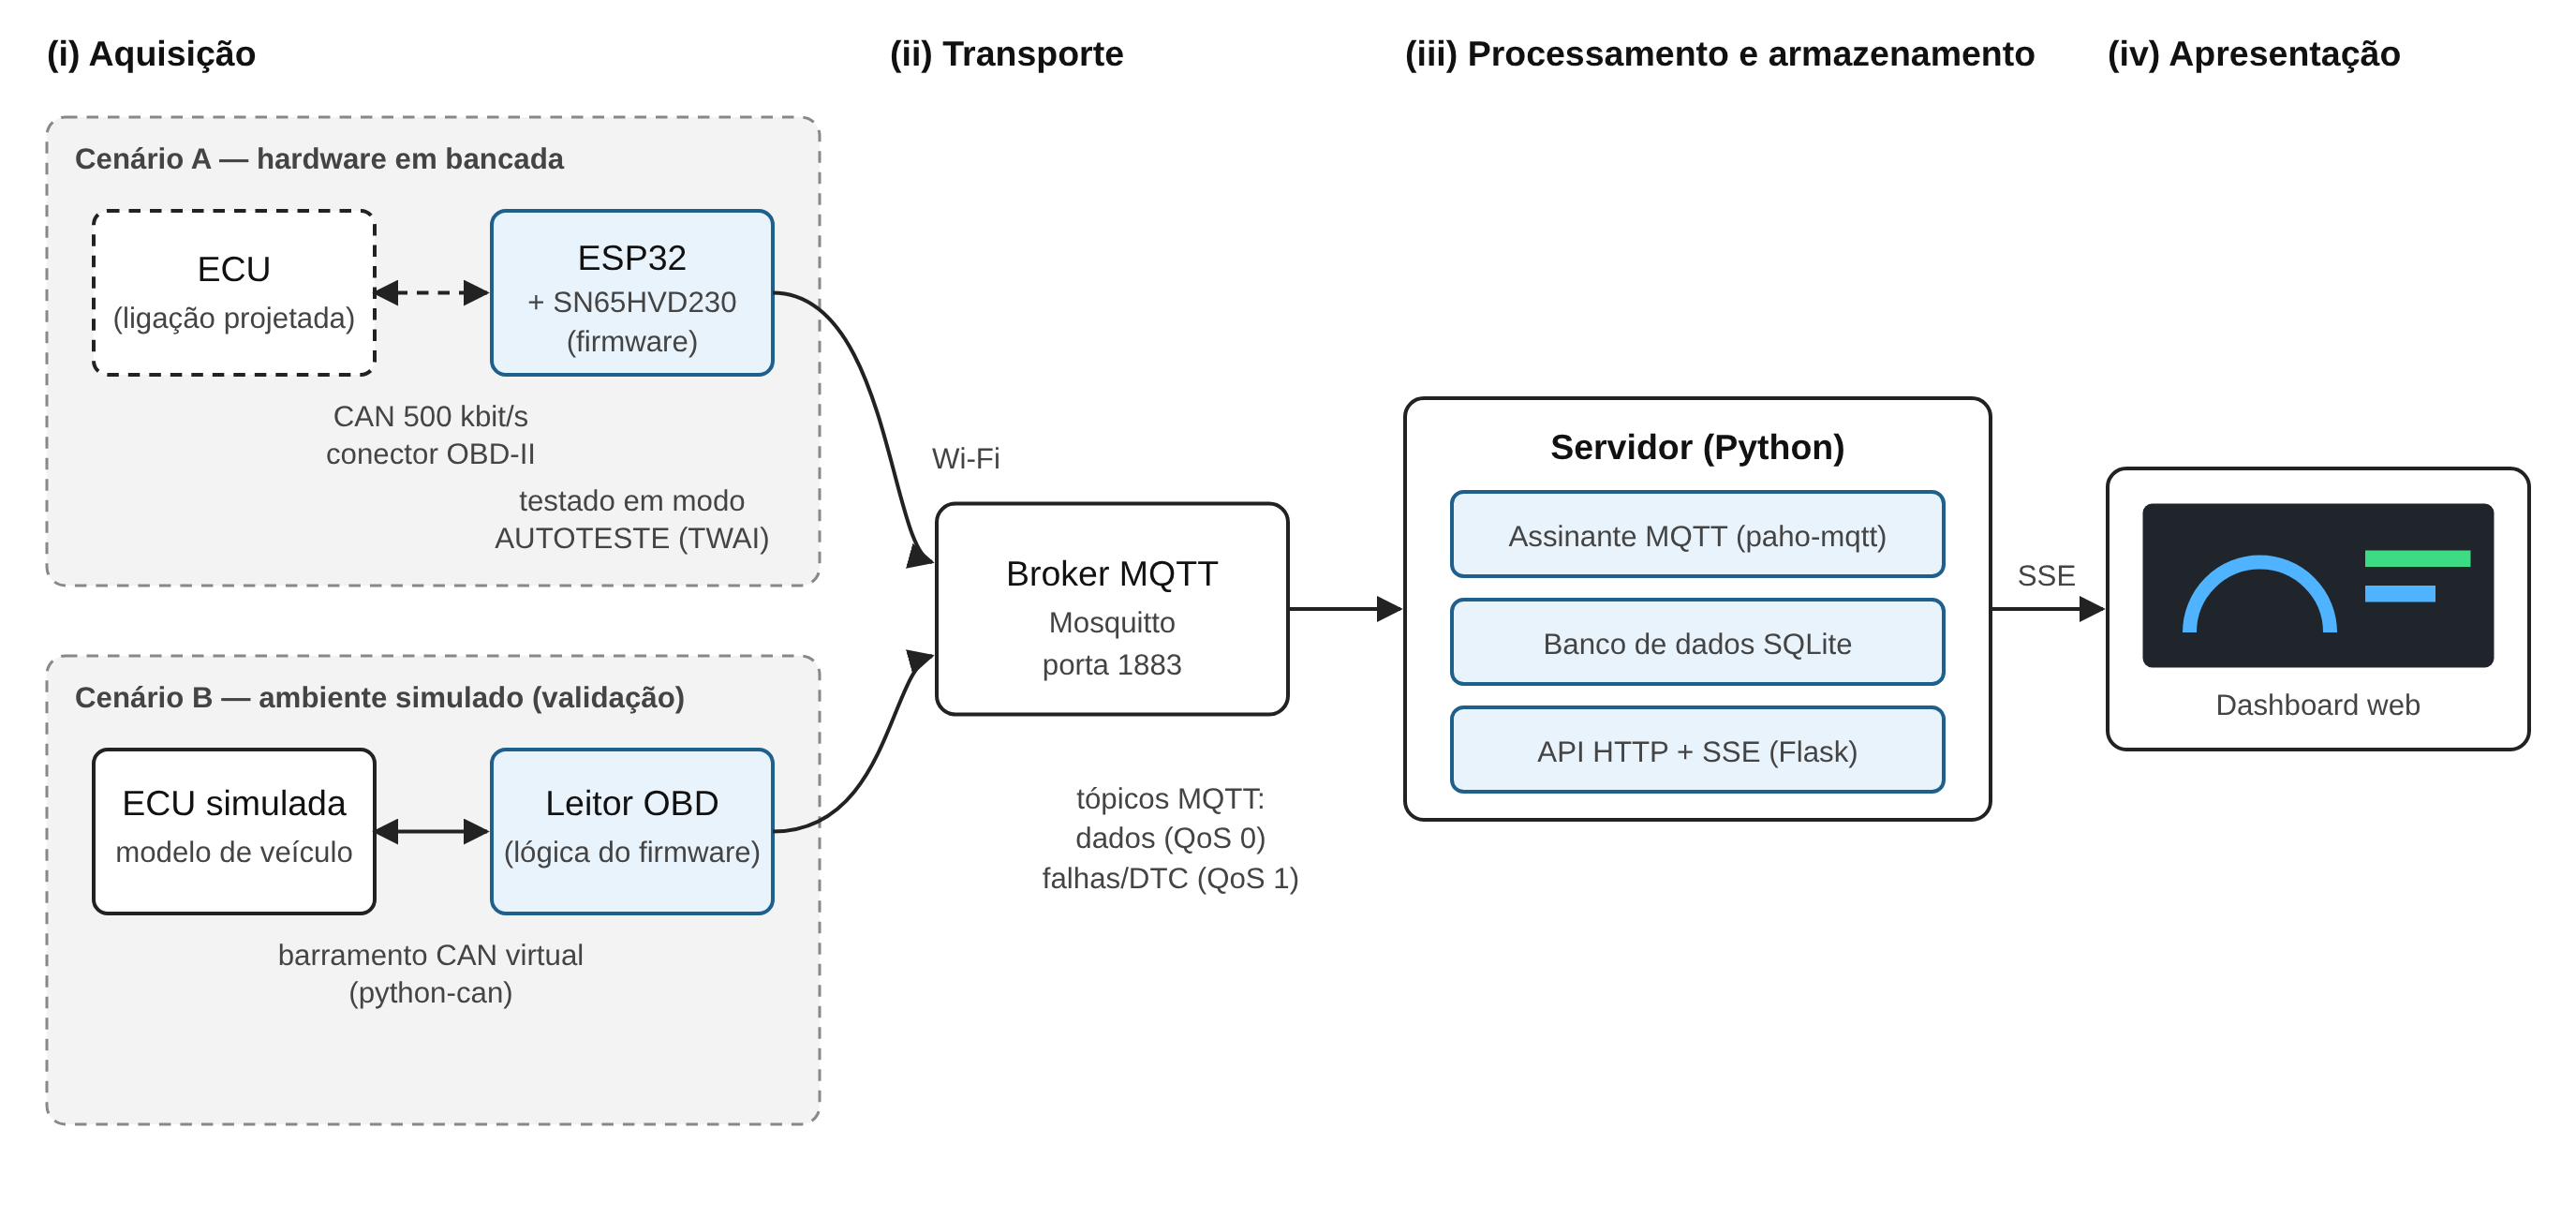 (i) Aquisição
(ii) Transporte
(iii) Processamento e armazenamento
(iv) Apresentação
Cenário A — hardware em bancada
ECU
(ligação projetada)
ESP32
+ SN65HVD230
(firmware)
CAN 500 kbit/s
conector OBD-II
testado em modo
AUTOTESTE (TWAI)
Cenário B — ambiente simulado (validação)
ECU simulada
modelo de veículo
Leitor OBD
(lógica do firmware)
barramento CAN virtual
(python-can)
Wi-Fi
Broker MQTT
Mosquitto
porta 1883
tópicos MQTT:
dados (QoS 0)
falhas/DTC (QoS 1)
Servidor (Python)
Assinante MQTT (paho-mqtt)
Banco de dados SQLite
API HTTP + SSE (Flask)
SSE
Dashboard web